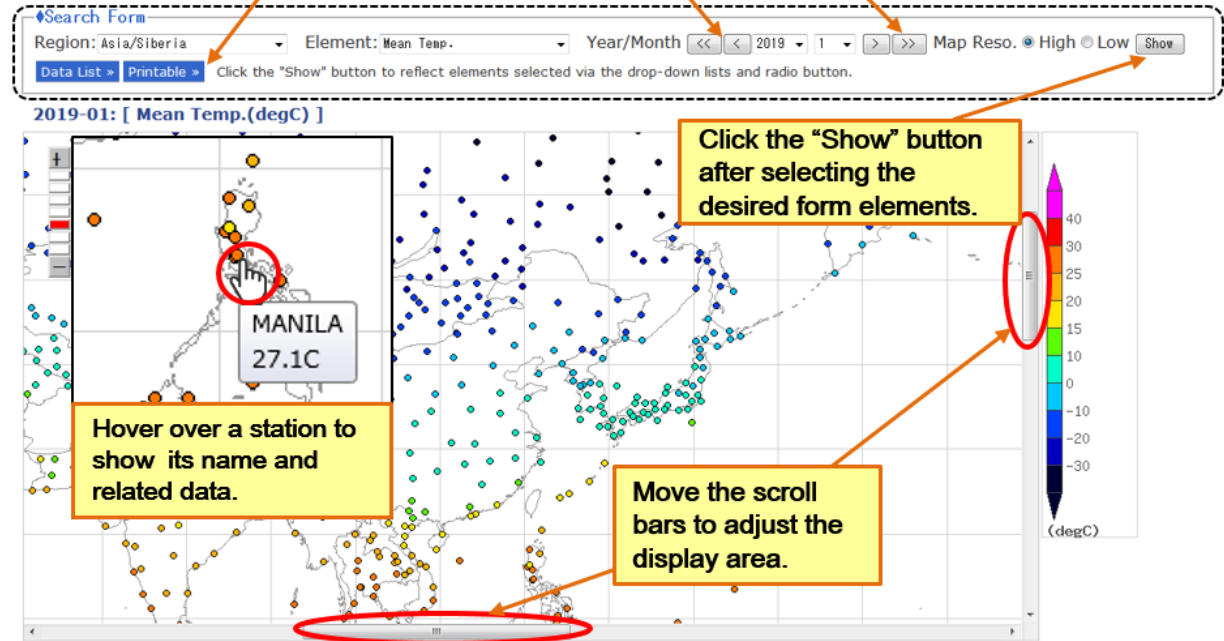 ♦Search Form
Region: Asia/Siberia Element: Mean Temp. Year/Month << < 2019 1 > >> Map Reso. High Low Show
Data List » Printable » Click the "Show" button to reflect elements selected via the drop-down lists and radio button.
2019-01: [ Mean Temp.(degC) ]
Click the “Show” button
after selecting the
desired form elements.
+
−
MANILA
27.1C
Hover over a station to
show its name and
related data.
Move the scroll
bars to adjust the
display area.
40
30
25
20
15
10
0
-10
-20
-30
(degC)